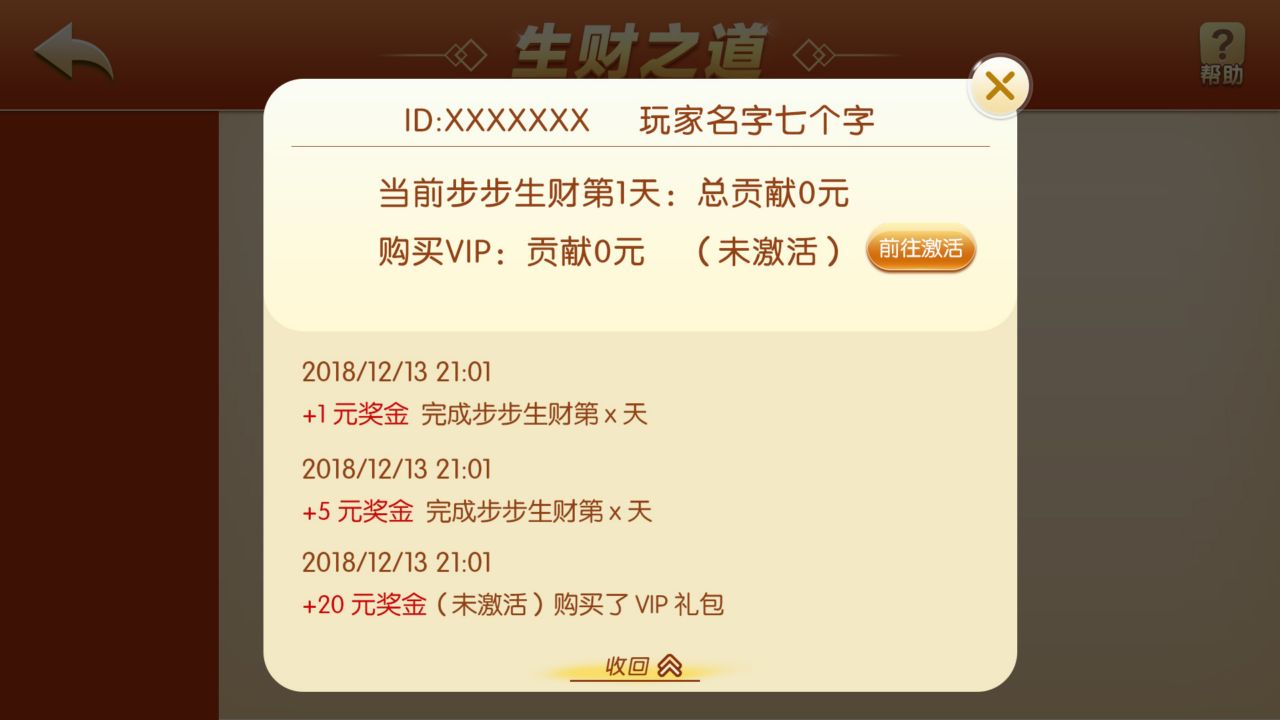 生财之道
?
帮助
ID:XXXXXXX 玩家名字七个字
当前步步生财第1天：总贡献0元
购买VIP：贡献0元 （未激活） 前往激活
2018/12/13 21:01
+1 元奖金 完成步步生财第 x 天
2018/12/13 21:01
+5 元奖金 完成步步生财第 x 天
2018/12/13 21:01
+20 元奖金（未激活）购买了 VIP 礼包
收回